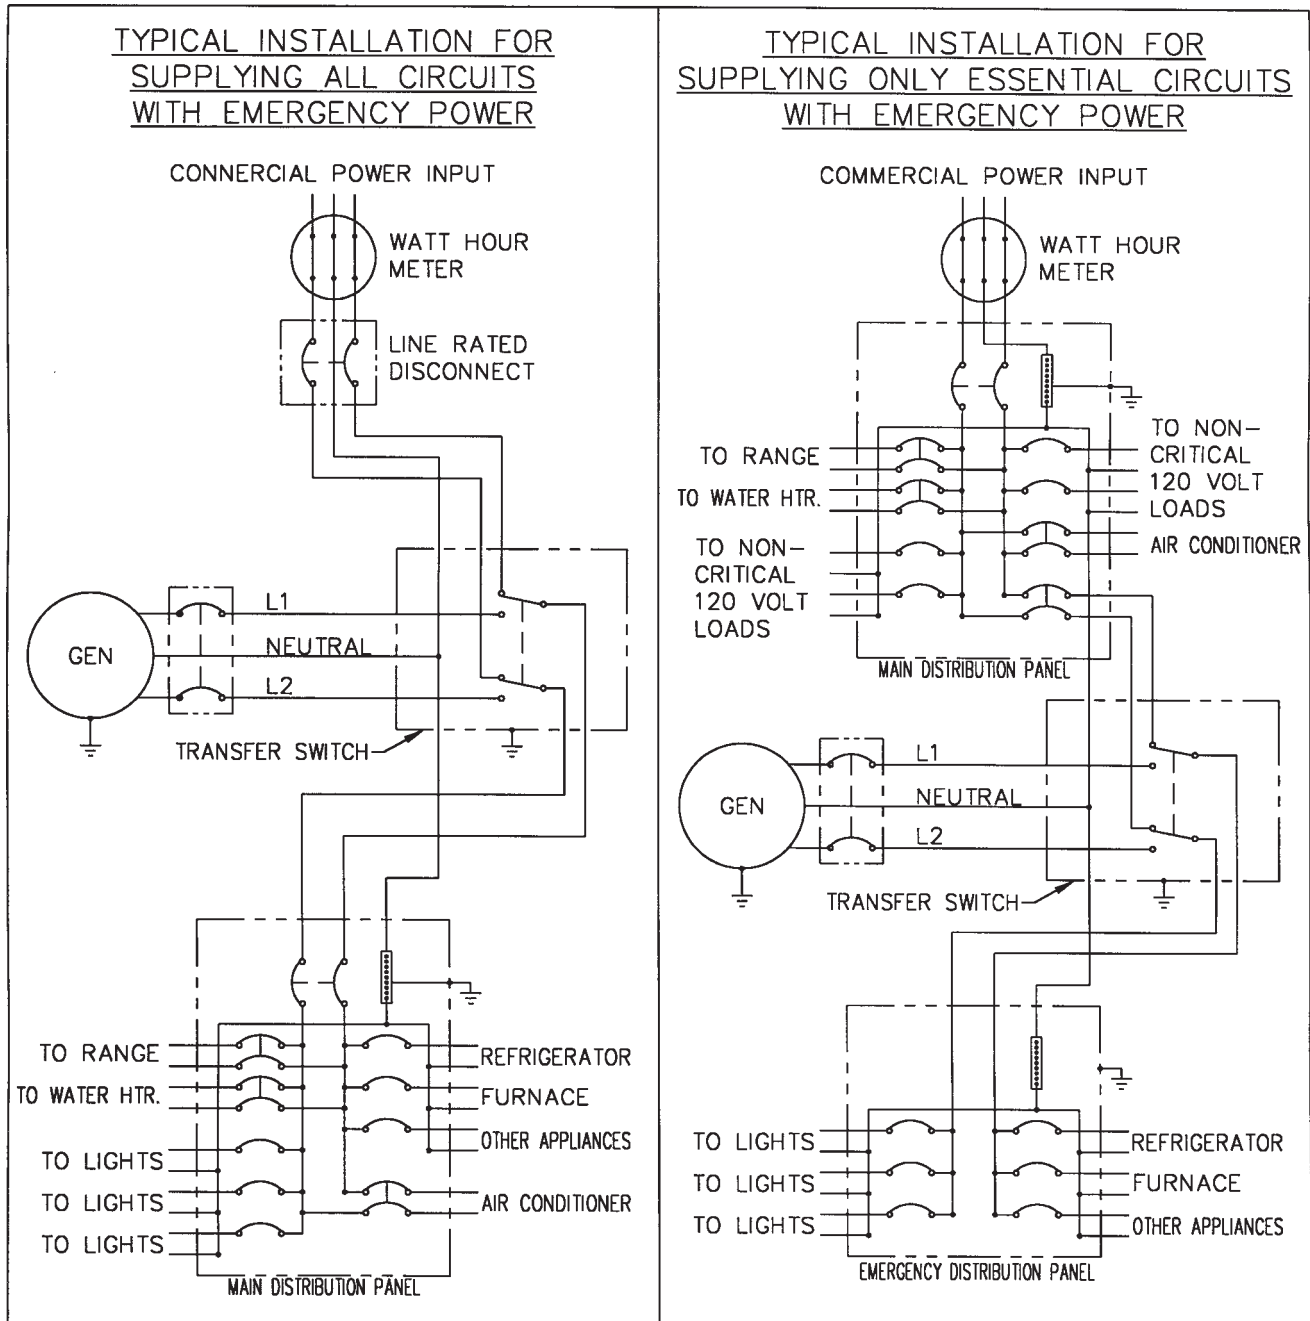 TYPICAL INSTALLATION FOR
SUPPLYING ALL CIRCUITS
WITH EMERGENCY POWER
CONNERCIAL POWER INPUT
WATT HOUR
METER
LINE RATED
DISCONNECT
L1
GEN
NEUTRAL
L2
TRANSFER SWITCH
TO RANGE
TO WATER HTR.
TO LIGHTS
TO LIGHTS
TO LIGHTS
REFRIGERATOR
FURNACE
OTHER APPLIANCES
AIR CONDITIONER
MAIN DISTRIBUTION PANEL
TYPICAL INSTALLATION FOR
SUPPLYING ONLY ESSENTIAL CIRCUITS
WITH EMERGENCY POWER
COMMERCIAL POWER INPUT
WATT HOUR
METER
TO RANGE
TO WATER HTR.
TO NON-
CRITICAL
120 VOLT
LOADS
TO NON-
CRITICAL
120 VOLT
LOADS
AIR CONDITIONER
MAIN DISTRIBUTION PANEL
L1
GEN
NEUTRAL
L2
TRANSFER SWITCH
TO LIGHTS
TO LIGHTS
TO LIGHTS
REFRIGERATOR
FURNACE
OTHER APPLIANCES
EMERGENCY DISTRIBUTION PANEL